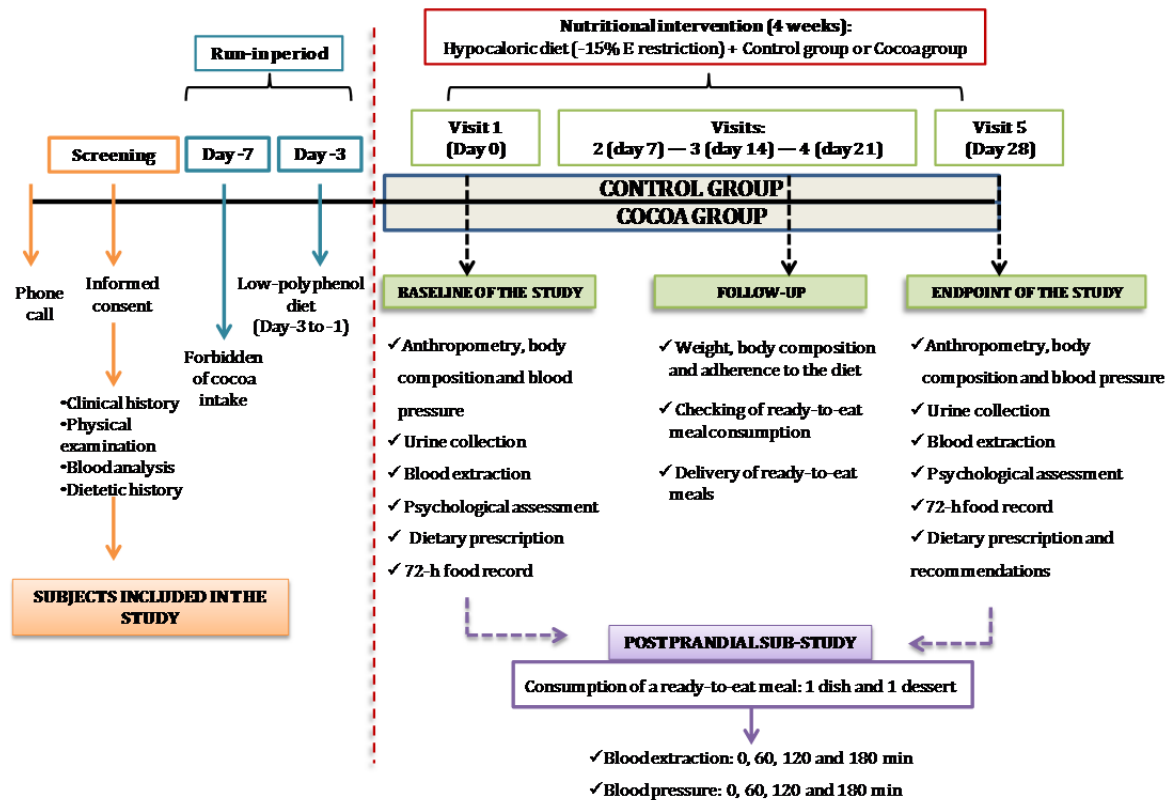 Nutritional intervention (4 weeks):
Hypocaloric diet (-15% E restriction) + Control group or Cocoa group
Run-in period
Screening
Day -7
Day -3
Visit 1
(Day 0)
Visits:
2 (day 7) — 3 (day 14) — 4 (day 21)
Visit 5
(Day 28)
CONTROL GROUP
COCOA GROUP
Phone
call
Informed
consent
•Clinical history
•Physical
examination
•Blood analysis
•Dietetic history
SUBJECTS INCLUDED IN THE
STUDY
Forbidden
of cocoa
intake
Low-polyphenol
diet
(Day-3 to -1)
BASELINE OF THE STUDY
✓Anthropometry, body
composition and blood
pressure
✓Urine collection
✓Blood extraction
✓Psychological assessment
✓ Dietary prescription
✓ 72-h food record
FOLLOW-UP
✓Weight, body composition
and adherence to the diet
✓Checking of ready-to-eat
meal consumption
✓Delivery of ready-to-eat
meals
ENDPOINT OF THE STUDY
✓Anthropometry, body
composition and blood pressure
✓Urine collection
✓Blood extraction
✓Psychological assessment
✓72-h food record
✓Dietary prescription and
recommendations
POSTPRANDIAL SUB-STUDY
Consumption of a ready-to-eat meal: 1 dish and 1 dessert
✓Blood extraction: 0, 60, 120 and 180 min
✓Blood pressure: 0, 60, 120 and 180 min